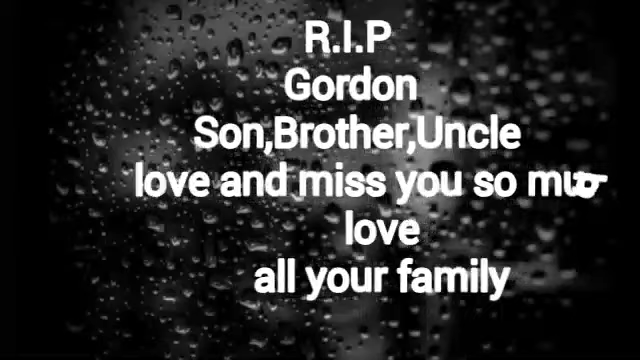 R.I.P
Gordon
Son,Brother,Uncle
love and miss you so
love
all your family